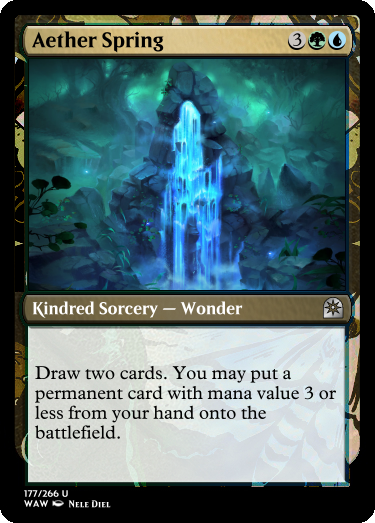 Aether Spring 3
Kindred Sorcery — Wonder
Draw two cards. You may put a
permanent card with mana value 3 or
less from your hand onto the
battlefield.
177/266 U
WAW NELE DIEL